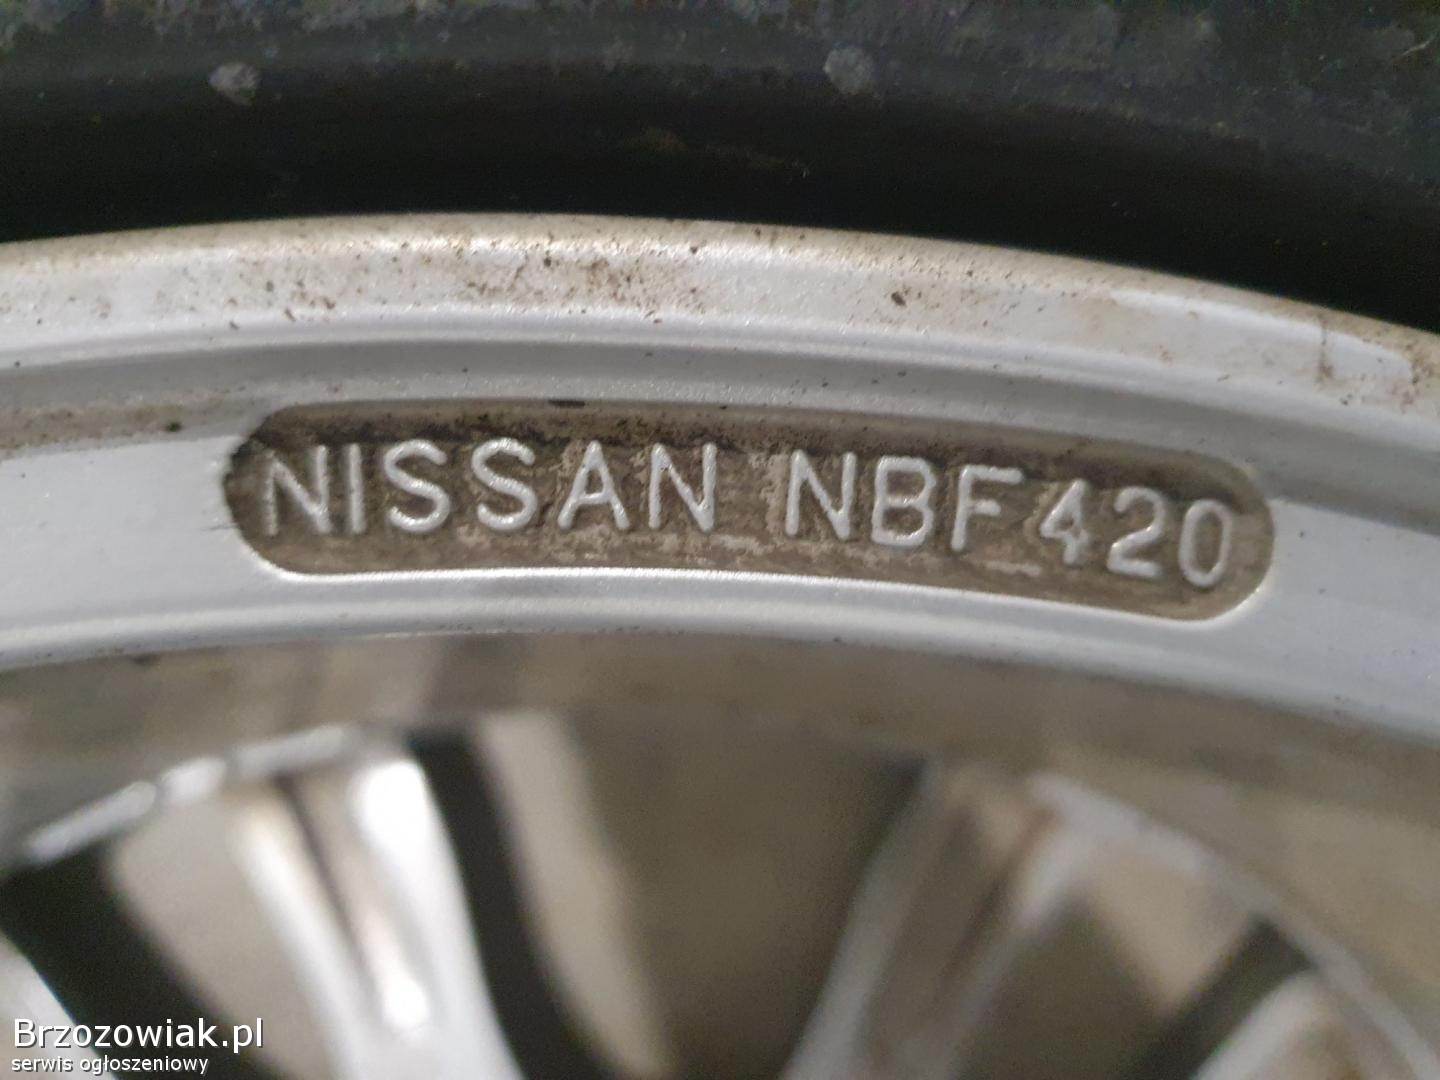 NISSAN NBF420
Brzozowiak.pl
serwis ogłoszeniowy